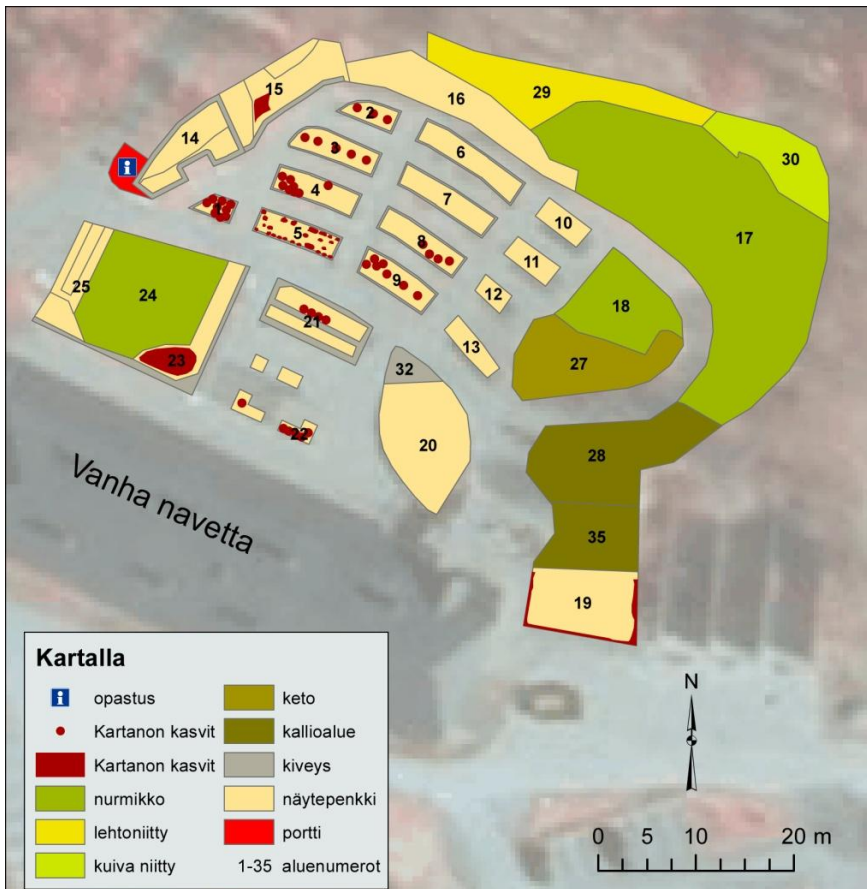 29
15
16
2
14
3
6
30
i
4
7
1
10
17
5
8
11
9
25
24
12
18
21
13
23
32
27
22
20
28
Vanha navetta
35
19
Kartalla
i opastus
Kartanon kasvit
Kartanon kasvit
nurmikko
lehtoniitty
kuiva niitty
keto
kallioalue
kiveys
näytepenkki
portti
1-35 aluenumerot
N
0 5 10 20 m